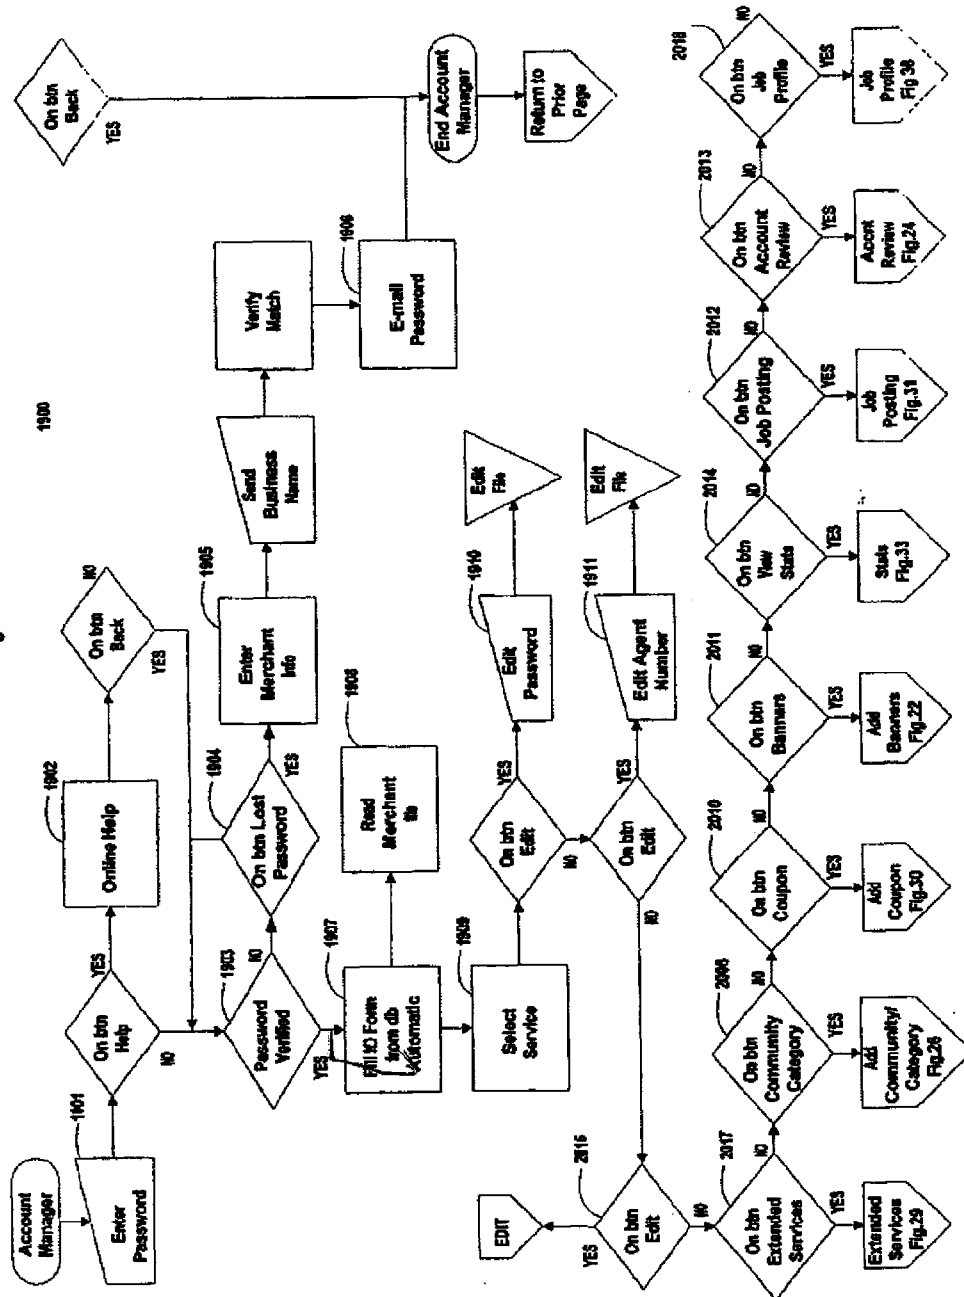 1900
Account
Manager
1901
Enter
Password
On btn
Help
YES
NO
1902
Online Help
On btn
Back
NO
YES
1903
Password
Verified
NO
YES
1904
On btn Lost
Password
YES
1905
Enter
Merchant
Info
Send
Business
Name
Verify
Match
1906
E-mail
Password
On btn
Back
YES
End Account
Manager
Return to
Prior
Page
1907
Fill IO Form
from db
Automatic
1908
Read
Merchant
file
1909
Select
Service
On btn
Edit
YES
NO
1910
Edit
Password
Edit
File
On btn
Edit
YES
NO
1911
Edit Agent
Number
Edit
File
EDIT
YES
On btn
Edit
NO
2017
On btn
Extended
Services
NO
YES
Extended
Services
Fig.29
On btn
Community
Category
NO
YES
Add
Community/
Category
Fig.26
2010
On btn
Coupon
NO
YES
Add
Coupon
Fig.30
2011
On btn
Banners
NO
YES
Add
Banners
Fig.22
2014
On btn
View
Stats
NO
YES
Stats
Fig.33
2012
On btn
Job Posting
NO
YES
Job
Posting
Fig.31
2013
On btn
Account
Review
NO
YES
Accnt
Review
Fig.24
2018
On btn
Job
Profile
NO
YES
Job
Profile